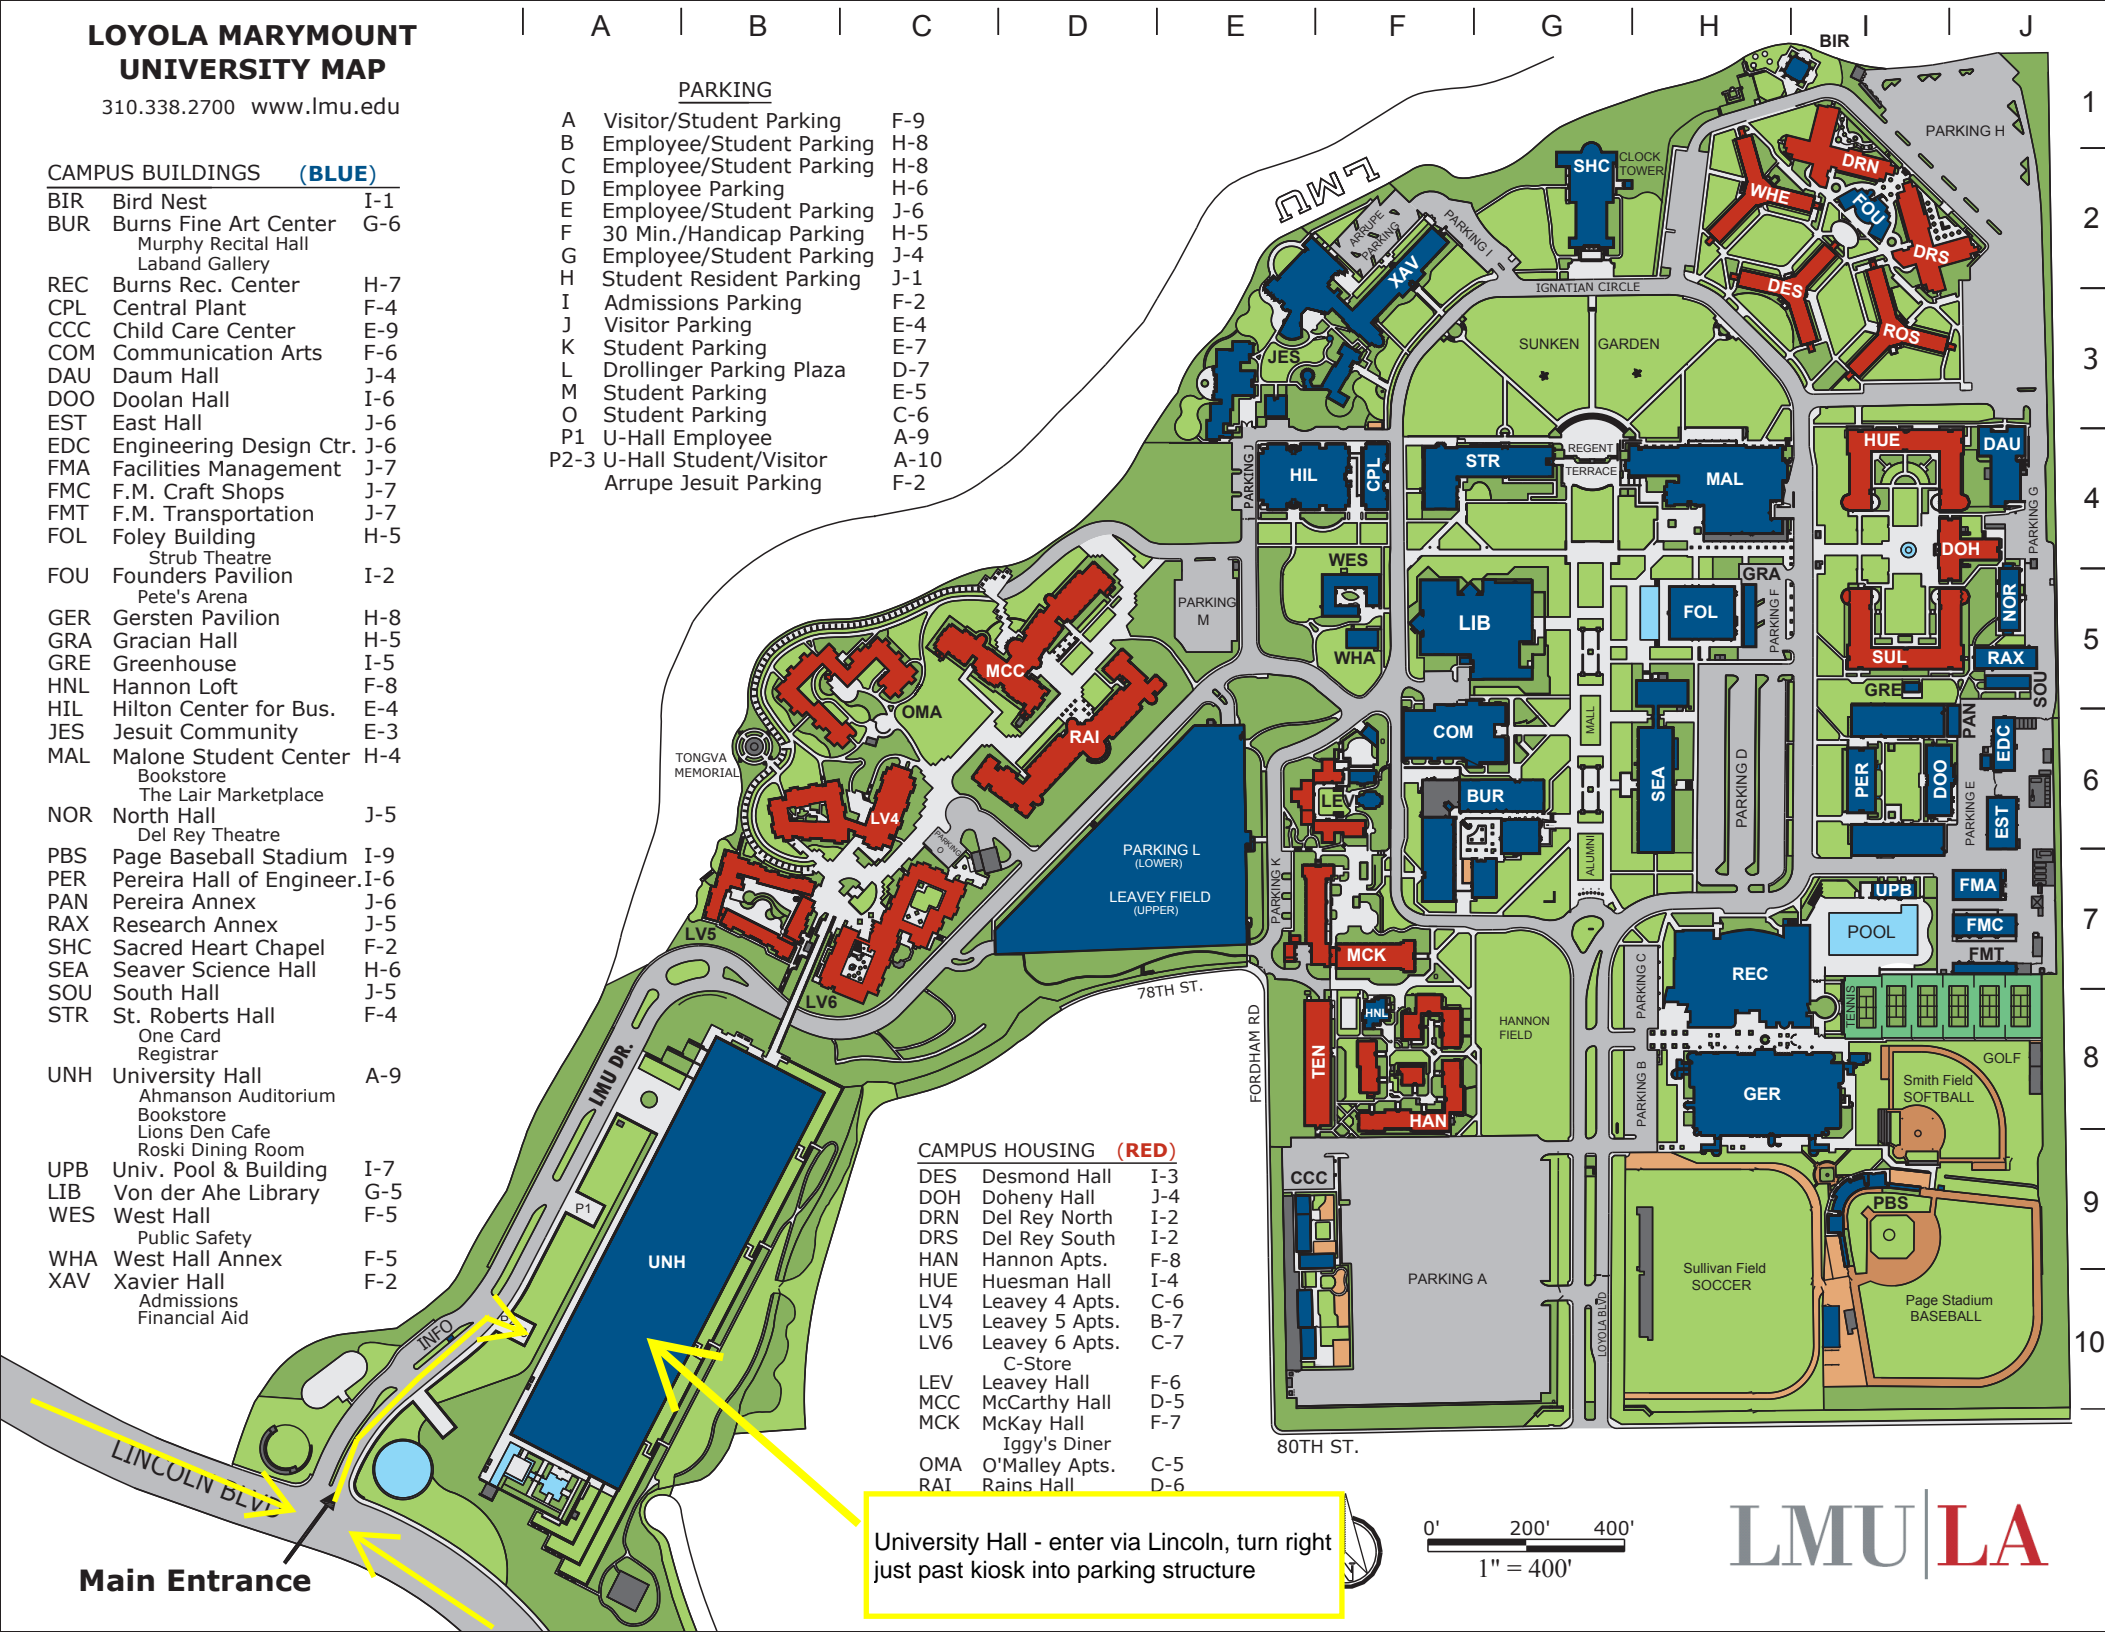 LOYOLA MARYMOUNT
UNIVERSITY MAP
310.338.2700 www.lmu.edu
CAMPUS BUILDINGS (BLUE)
BIR Bird Nest I-1
BUR Burns Fine Art Center G-6
Murphy Recital Hall
Laband Gallery
REC Burns Rec. Center H-7
CPL Central Plant F-4
CCC Child Care Center E-9
COM Communication Arts F-6
DAU Daum Hall J-4
DOO Doolan Hall I-6
EST East Hall J-6
EDC Engineering Design Ctr. J-6
FMA Facilities Management J-7
FMC F.M. Craft Shops J-7
FMT F.M. Transportation J-7
FOL Foley Building H-5
Strub Theatre
FOU Founders Pavilion I-2
Pete's Arena
GER Gersten Pavilion H-8
GRA Gracian Hall H-5
GRE Greenhouse I-5
HNL Hannon Loft F-8
HIL Hilton Center for Bus. E-4
JES Jesuit Community E-3
MAL Malone Student Center H-4
Bookstore
The Lair Marketplace
NOR North Hall J-5
Del Rey Theatre
PBS Page Baseball Stadium I-9
PER Pereira Hall of Engineer. I-6
PAN Pereira Annex J-6
RAX Research Annex J-5
SHC Sacred Heart Chapel F-2
SEA Seaver Science Hall H-6
SOU South Hall J-5
STR St. Roberts Hall F-4
One Card
Registrar
UNH University Hall A-9
Ahmanson Auditorium
Bookstore
Lions Den Cafe
Roski Dining Room
UPB Univ. Pool & Building I-7
LIB Von der Ahe Library G-5
WES West Hall F-5
Public Safety
WHA West Hall Annex F-5
XAV Xavier Hall F-2
Admissions
Financial Aid
PARKING
A Visitor/Student Parking F-9
B Employee/Student Parking H-8
C Employee/Student Parking H-8
D Employee Parking H-6
E Employee/Student Parking J-6
F 30 Min./Handicap Parking H-5
G Employee/Student Parking J-4
H Student Resident Parking J-1
I Admissions Parking F-2
J Visitor Parking E-4
K Student Parking E-7
L Drollinger Parking Plaza D-7
M Student Parking E-5
O Student Parking C-6
P1 U-Hall Employee A-9
P2-3 U-Hall Student/Visitor A-10
Arrupe Jesuit Parking F-2
A B C D E F G H I J
1
2
3
4
5
6
7
8
9
10
BIR
PARKING H
LMU
SHC
CLOCK
TOWER
DRN
WHE
FOU
DRS
DES
ROS
ARRUPE
PARKING
PARKING I
XAV
IGNATIAN CIRCLE
SUNKEN GARDEN
JES
REGENT
TERRACE
HUE
DAU
PARKING J
HIL
CPL
STR
MAL
PARKING G
DOH
WES
GRA
PARKING
M
LIB
FOL
PARKING F
NOR
WHA
SUL
RAX
MCC
OMA
GRE
SOU
PAN
MALL
COM
RAI
TONGVA
MEMORIAL
SEA
PARKING D
PER
DOO
EDC
LEV
BUR
LV4
PARKING
O
PARKING E
EST
PARKING L
(LOWER)
LEAVEY FIELD
(UPPER)
ALUMNI
PARKING K
UPB
FMA
LV5
POOL
FMC
MCK
REC
FMT
LV6
78TH ST.
PARKING C
TENNIS
HNL
HANNON
FIELD
FORDHAM RD
TEN
LMU DR.
PARKING B
GER
GOLF
Smith Field
SOFTBALL
HAN
CCC
P1
PBS
UNH
PARKING A
Sullivan Field
SOCCER
Page Stadium
BASEBALL
LOYOLA BLVD
INFO
80TH ST.
LINCOLN BLVD
Main Entrance
CAMPUS HOUSING (RED)
DES Desmond Hall I-3
DOH Doheny Hall J-4
DRN Del Rey North I-2
DRS Del Rey South I-2
HAN Hannon Apts. F-8
HUE Huesman Hall I-4
LV4 Leavey 4 Apts. C-6
LV5 Leavey 5 Apts. B-7
LV6 Leavey 6 Apts. C-7
C-Store
LEV Leavey Hall F-6
MCC McCarthy Hall D-5
MCK McKay Hall F-7
Iggy's Diner
OMA O'Malley Apts. C-5
RAI Rains Hall D-6
University Hall - enter via Lincoln, turn right
just past kiosk into parking structure
N
0' 200' 400'
1" = 400'
LMU LA